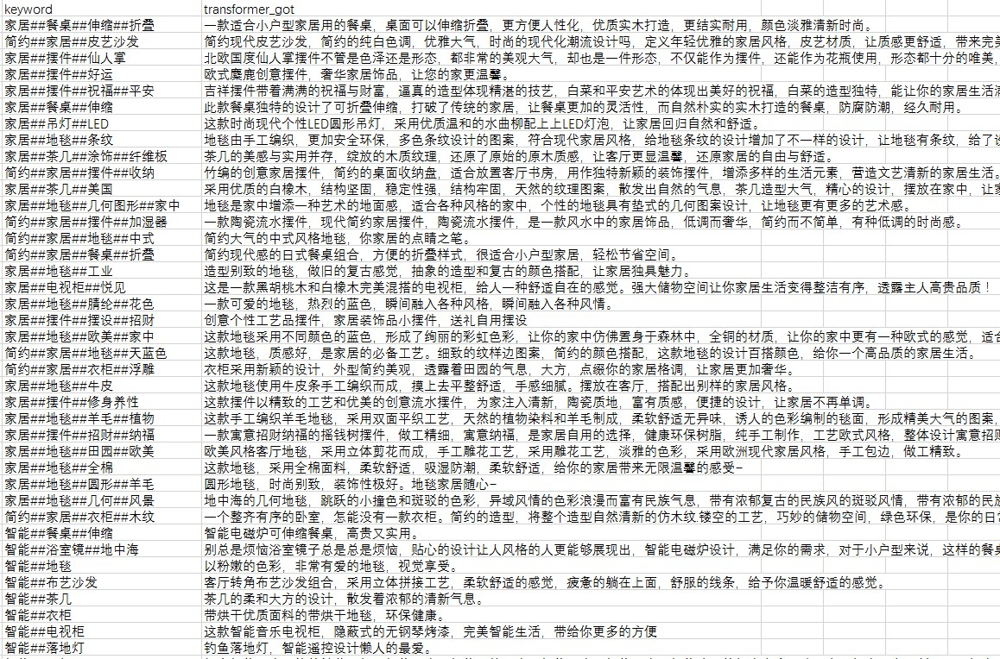 keyword transformer_got
家居##餐桌##伸缩##折叠 一款适合小户型家居用的餐桌，桌面可以伸缩折叠，更方便人性化，优质实木打造，更结实耐用，颜色淡雅清新时尚。
简约##家居##皮艺沙发 简约现代皮艺沙发，简约的纯白色调，优雅大气，时尚的现代化潮流设计吗，定义年轻优雅的家居风格，皮艺材质，让质感更舒适，带来完美
家居##摆件##仙人掌 北欧国度仙人掌摆件不管是色泽还是形态，都非常的美观大气，却也是一件形态，不仅能作为摆件，还能作为花瓶使用，形态都十分的唯美，
家居##摆件##好运 欧式麋鹿创意摆件，奢华家居饰品，让您的家更温馨。
家居##摆件##祝福##平安 吉祥摆件带着满满的祝福与财富，逼真的造型体现精湛的技艺，白菜和平安艺术的体现出美好的祝福，白菜的造型独特，能让你的家居生活满
家居##餐桌##伸缩 此款餐桌独特的设计了可折叠伸缩，打破了传统的家居，让餐桌更加的灵活性，而自然朴实的实木打造的餐桌，防腐防潮，经久耐用。
家居##吊灯##LED 这款时尚现代个性LED圆形吊灯，采用优质温和的水曲柳配上上LED灯泡，让家居回归自然和舒适。
家居##地毯##条纹 地毯由手工编织，更加安全环保，多色条纹设计的图案，符合现代家居风格，给地毯条纹的设计增加了不一样的设计，让地毯有条纹，给了设
家居##茶几##涂饰##纤维板 茶几的美感与实用并存，绽放的木质纹理，还原了原始的原木质感，让客厅更显温馨，还原家居的自由与舒适。
简约##家居##摆件##收纳 竹编的创意家居摆件，简约的桌面收纳盘，适合放置客厅书房，用作独特新颖的装饰摆件，增添多样的生活元素，营造文艺清新的家居生活。
家居##茶几##美国 采用优质的白橡木，结构坚固，稳定性强，结构牢固，天然的纹理图案，散发出自然的气息，茶几造型大气，精心的设计，摆放在家中，让家
家居##地毯##几何图形##家中 地毯是家中增添一种艺术的地面感，适合各种风格的家中，个性的地毯具有垫式的几何图案设计，让地毯更有更多的艺术感。
简约##家居##摆件##加湿器 一款陶瓷流水摆件，现代简约家居摆件，陶瓷流水摆件，是一款风水中的家居饰品，低调而奢华，简约而不简单，有种低调的时尚感。
简约##家居##地毯##中式 简约大气的中式风格地毯，你家居的点睛之笔。
简约##家居##餐桌##折叠 简约现代感的日式餐桌组合，方便的折叠样式，很适合小户型家居，轻松节省空间。
家居##地毯##工业 造型别致的地毯，做旧的复古感觉，抽象的造型和复古的颜色搭配，让家居独具魅力。
家居##电视柜##悦见 这是一款黑胡桃木和白橡木完美混搭的电视柜，给人一种舒适自在的感觉。强大储物空间让你家居生活变得整洁有序，透露主人高贵品质！
家居##地毯##腈纶##花色 一款可爱的地毯，热烈的蓝色，瞬间融入各种风格，瞬间融入各种风情。
家居##摆件##摆设##招财 创意个性工艺品摆件，家居装饰品小摆件，送礼自用摆设
家居##地毯##欧美##家中 这款地毯采用不同颜色的蓝色，形成了绚丽的彩虹色彩，让你的家中仿佛置身于森林中，全铜的材质，让你的家中更有一种欧式的感觉，适合
简约##家居##地毯##天蓝色 这款地毯，质感好，是家居的必备工艺。细致的纹样边图案，简约的颜色搭配，这款地毯的设计百搭颜色，给你一个高品质的家居生活。
简约##家居##衣柜##浮雕 衣柜采用新颖的设计，外型简约美观，透露着田园的气息，大方，点缀你的家居格调，让家居更加奢华。
家居##地毯##牛皮 这款地毯使用牛皮条手工编织而成，摸上去平整舒适，手感细腻。摆放在客厅，搭配出别样的家居风格。
家居##摆件##修身养性 这款摆件以精致的工艺和优美的创意流水摆件，为家注入清新，陶瓷质地，富有质感，便捷的设计，让家居不再单调。
家居##地毯##羊毛##植物 这款手工编织羊毛地毯，采用双面平织工艺，天然的植物染料和羊毛制成，柔软舒适无异味，诱人的色彩编制的毯面，形成精美大气的图案，
家居##摆件##招财##纳福 一款寓意招财纳福的摇钱树摆件，做工精细，寓意纳福，是家居自用的选择，健康环保树脂，纯手工制作，工艺欧式风格，整体设计寓意招财
家居##地毯##田园##欧美 欧美风格客厅地毯，采用立体剪花而成，手工雕花工艺，采用雕花工艺，淡雅的色彩，采用欧洲现代家居风格，手工包边，做工精致。
家居##地毯##全棉 这款地毯，采用全棉面料，柔软舒适，吸湿防潮，柔软舒适，给你的家居带来无限温馨的感受~
家居##地毯##圆形##羊毛 圆形地毯，时尚别致，装饰性极好。地毯家居随心~
家居##地毯##几何##风景 地中海的几何地毯，跳跃的小撞色和斑驳的色彩，异域风情的色彩浪漫而富有民族气息，带有浓郁复古的民族风的斑驳风情，带有浓郁的民族
简约##家居##衣柜##木纹 一个整齐有序的卧室，怎能没有一款衣柜。简约的造型，将整个造型自然清新的仿木纹.镂空的工艺，巧妙的储物空间，绿色环保，是你的日常
智能##餐桌##伸缩 智能电磁炉可伸缩餐桌，高贵又实用。
智能##浴室镜##地中海 别总是烦恼浴室镜子总是总是烦恼，贴心的设计让人风格的人更能够展现出，智能电磁炉设计，满足你的需求，对于小户型来说，这样的餐桌
智能##地毯 以粉嫩的色彩，非常有爱的地毯，视觉享受。
智能##布艺沙发 客厅转角布艺沙发组合，采用立体拼接工艺，柔软舒适的感觉，疲惫的躺在上面，舒服的线条，给予你温暖舒适的感觉。
智能##茶几 茶几的柔和大方的设计，散发着浓郁的清新气息。
智能##衣柜 带烘干优质面料的带烘干地毯，环保健康。
智能##电视柜 这款智能音乐电视柜，隐蔽式的无钢琴烤漆，完美智能生活，带给你更多的方便
智能##落地灯 钓鱼落地灯，智能遥控设计懒人的最爱。